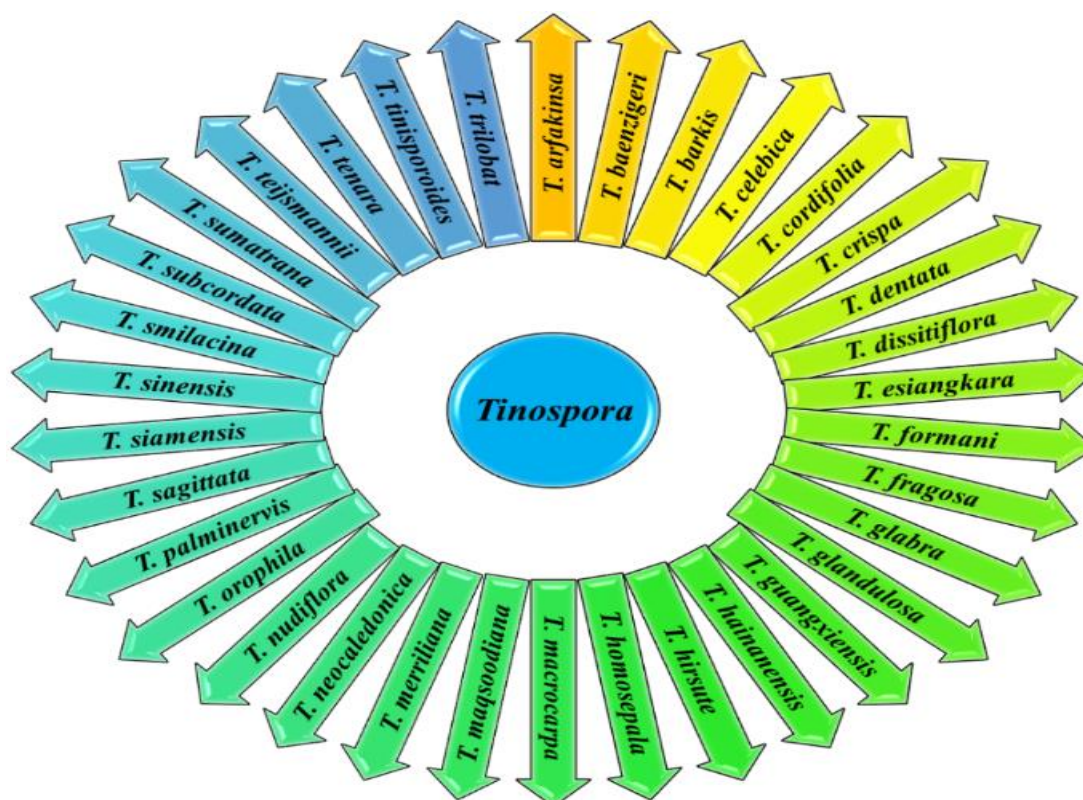 Tinospora
T. arfakinsa
T. baenzigeri
T. barkis
T. celebica
T. cordifolia
T. crispa
T. dentata
T. dissitiflora
T. esiangkara
T. formani
T. fragosa
T. glabra
T. glandulosa
T. guangxiensis
T. hainanensis
T. hirsute
T. homosepala
T. macrocarpa
T. maqsoodiana
T. merriliana
T. neocaledonica
T. nudiflora
T. orophila
T. palminervis
T. sagittata
T. siamensis
T. sinensis
T. smilacina
T. subcordata
T. sumatrana
T. teijsmannii
T. tenara
T. tinisporoides
T. trilobat